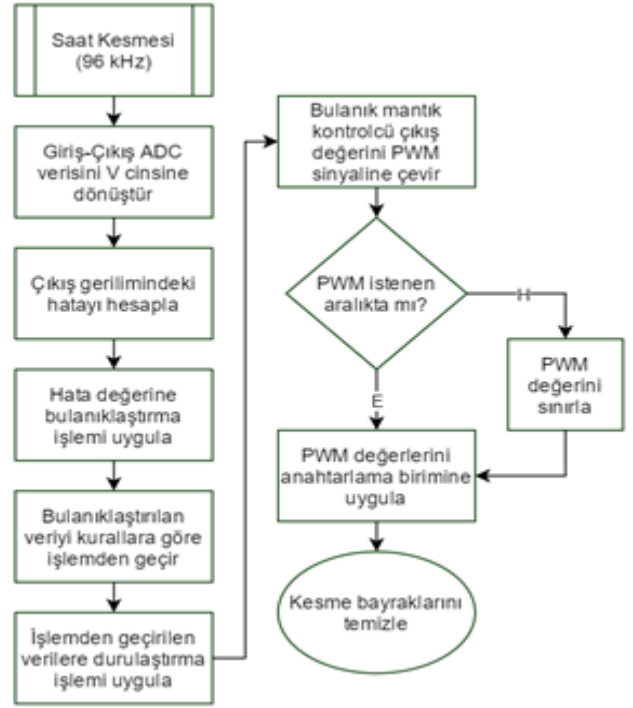 Saat Kesmesi
(96 kHz)
Giriş-Çıkış ADC
verisini V cinsine
dönüştür
Çıkış gerilimindeki
hatayı hesapla
Hata değerine
bulanıklaştırma
işlemi uygula
Bulanıklaştırılan
veriyi kurallara göre
işlemden geçir
İşlemden geçirilen
verilere durulaştırma
işlemi uygula
Bulanık mantık
kontrolcü çıkış
değerini PWM
sinyaline çevir
PWM istenen
aralıkta mı?
H
PWM
değerini
sınırla
E
PWM değerlerini
anahtarlama birimine
uygula
Kesme bayraklarını
temizle